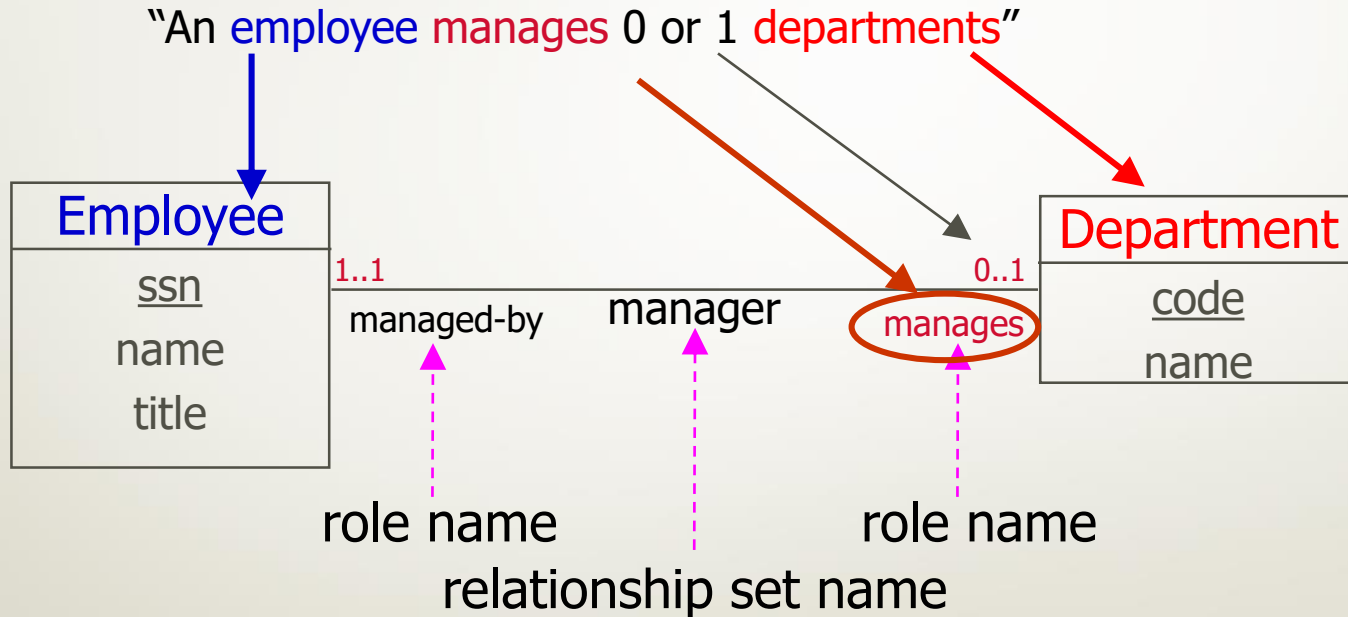 “An employee manages 0 or 1 departments”
Employee
ssn
name
title
1..1
managed-by
manager
0..1
manages
Department
code
name
role name
role name
relationship set name